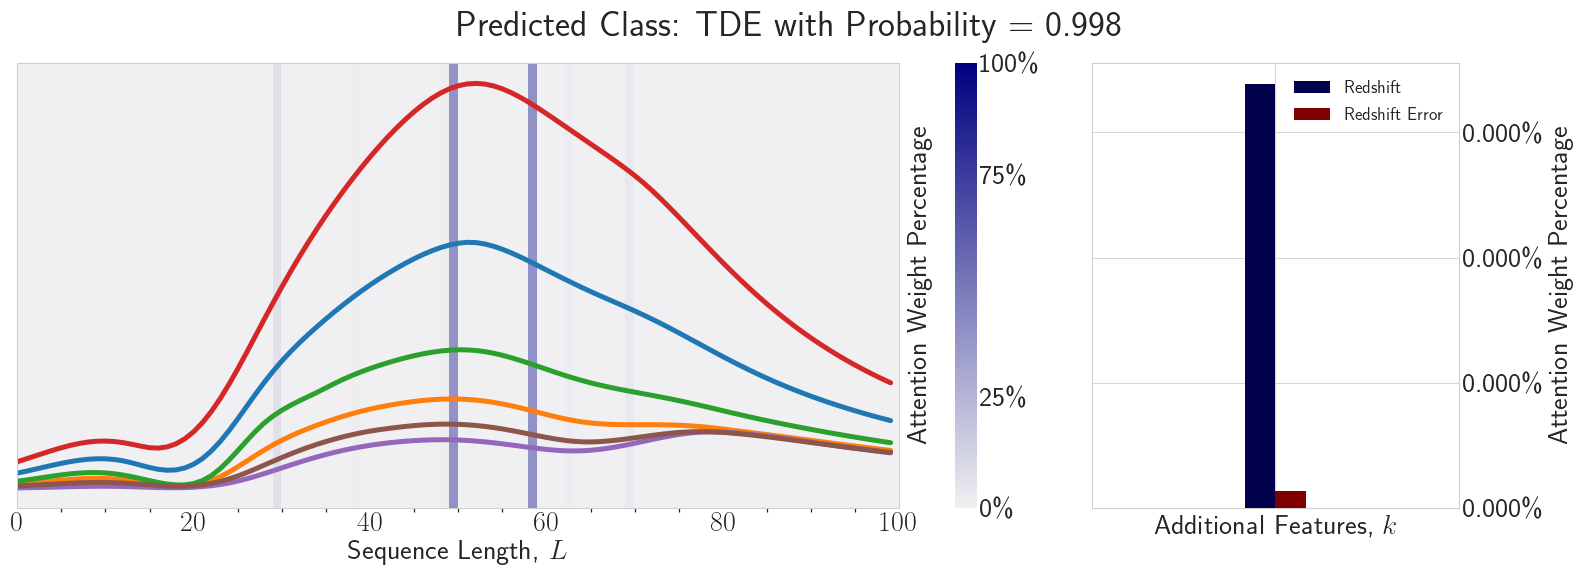 Predicted Class: TDE with Probability = 0.998
0 20 40 60 80 100
Sequence Length, L
100%
75%
25%
0%
Attention Weight Percentage
Redshift
Redshift Error
0.000%
0.000%
0.000%
0.000%
Attention Weight Percentage
Additional Features, k